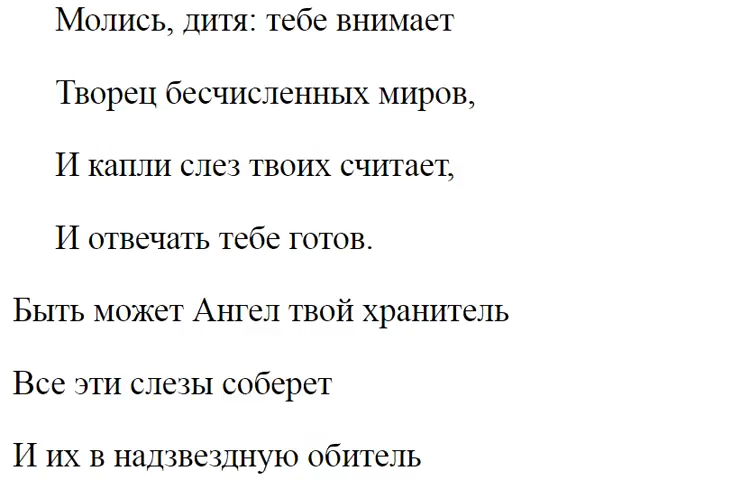 Молись, дитя: тебе внимает
Творец бесчисленных миров,
И капли слез твоих считает,
И отвечать тебе готов.
Быть может Ангел твой хранитель
Все эти слезы соберет
И их в надзвездную обитель